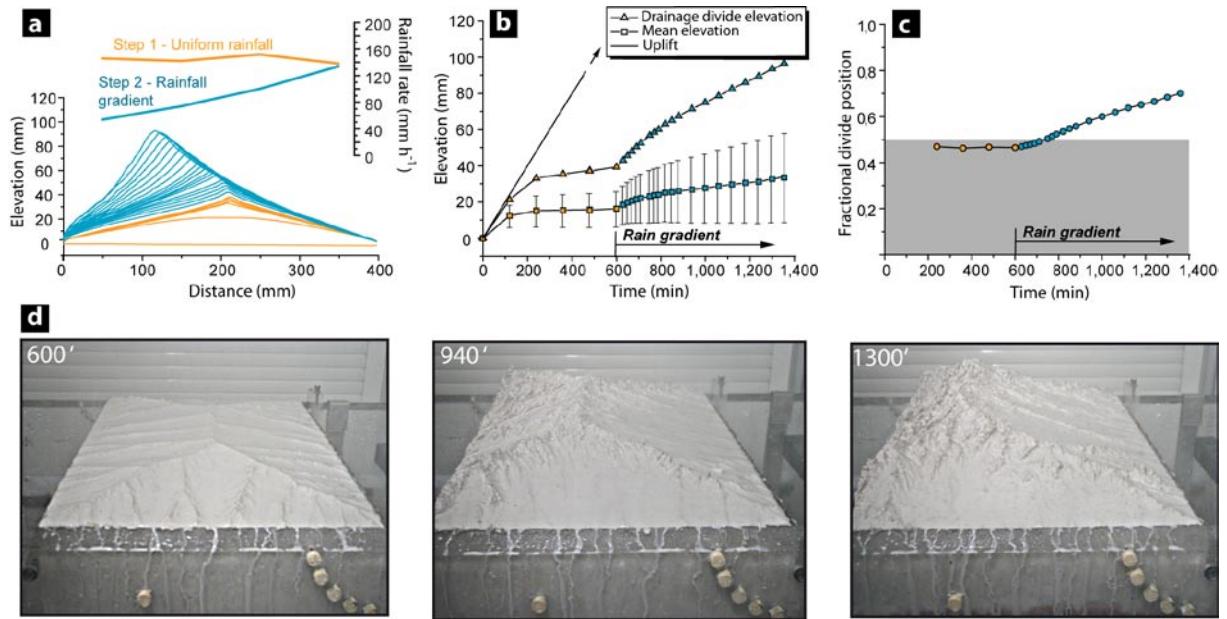 a
Step 1 - Uniform rainfall
Step 2 - Rainfall
gradient
200
180
160
140
120
100
80
60
40
20
0
Rainfall rate (mm h⁻¹)
120
100
80
60
40
20
0
Elevation (mm)
0 100 200 300 400
Distance (mm)
b
Drainage divide elevation
Mean elevation
Uplift
120
100
80
60
40
20
0
Elevation (mm)
Rain gradient
0 200 400 600 800 1,000 1,200 1,400
Time (min)
c
1,0
0,8
0,6
0,4
0,2
Fractional divide position
Rain gradient
0 200 400 600 800 1,000 1,200 1,400
Time (min)
d
600′
940′
1300′